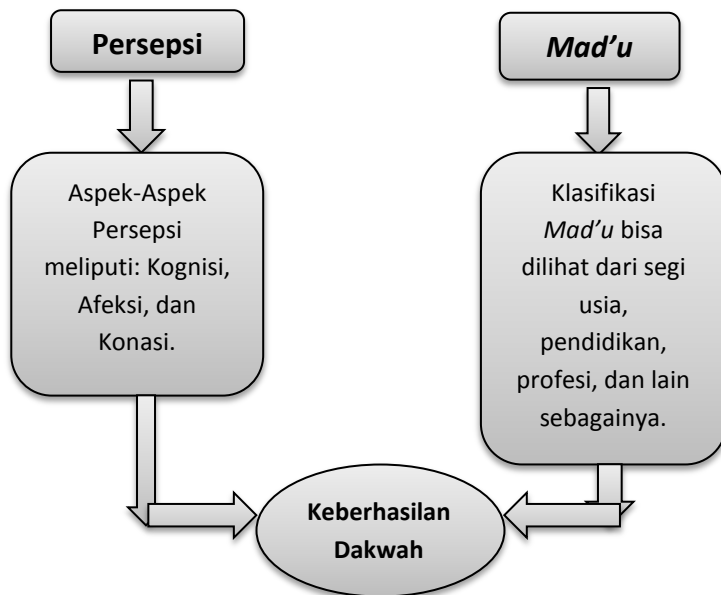 Persepsi
Mad’u
Aspek-Aspek
Persepsi
meliputi: Kognisi,
Afeksi, dan
Konasi.
Klasifikasi
Mad’u bisa
dilihat dari segi
usia,
pendidikan,
profesi, dan lain
sebagainya.
Keberhasilan
Dakwah